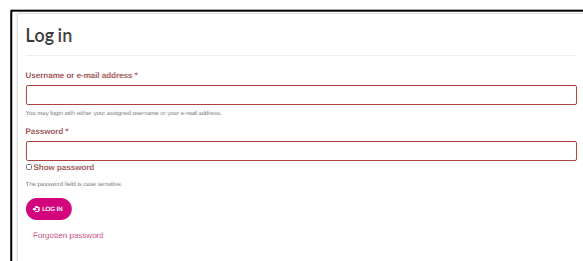 Log in
Username or e-mail address *
You may login with either your assigned username or your e-mail address.
Password *
Show password
The password field is case sensitive.
LOG IN
Forgotten password